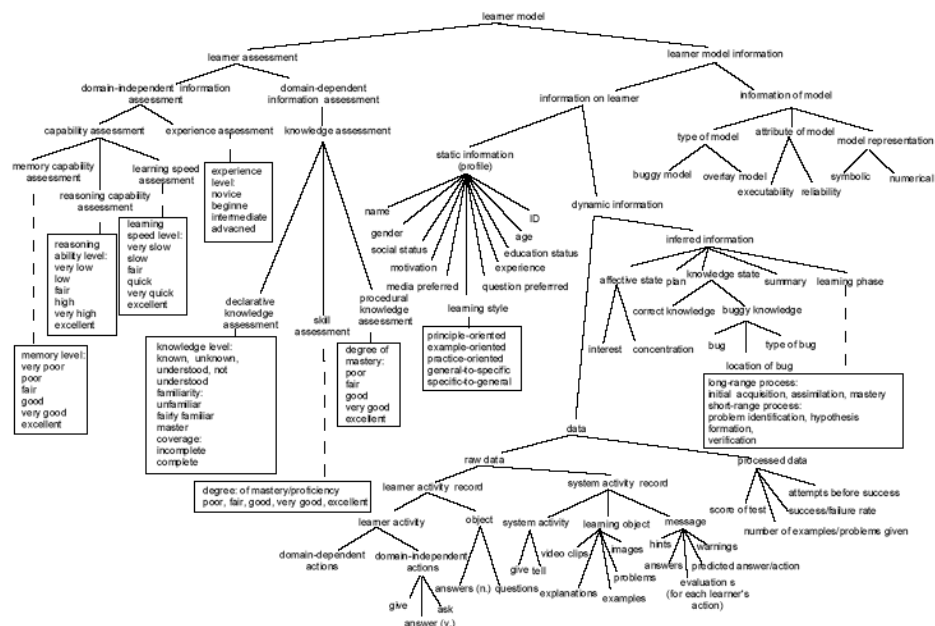 learner model
learner assessment
learner model information
domain-independent information
assessment
domain-dependent
information assessment
information on learner
information of model
capability assessment
experience assessment
knowledge assessment
type of model
attribute of model
model representation
memory capability
assessment
learning speed
assessment
reasoning capability
assessment
static information
(profile)
buggy model
overlay model
executability
reliability
symbolic
numerical
experience
level:
novice
beginne
intermediate
advacned
name
gender
social status
motivation
media preferred
learning style
question preferrred
experience
education status
age
ID
dynamic information
reasoning
ability level:
very low
low
fair
high
very high
excellent
learning
speed level:
very slow
slow
fair
quick
very quick
excellent
inferred information
affective state
plan
knowledge state
summary
learning phase
declarative
knowledge assessment
skill
assessment
procedural
knowledge assessment
principle-oriented
example-oriented
practice-oriented
general-to-specific
specific-to-general
correct knowledge
buggy knowledge
interest
concentration
bug
type of bug
location of bug
memory level:
very poor
poor
fair
good
very good
excellent
knowledge level:
known, unknown,
understood, not
understood
familiarity:
unfamiliar
fairly familiar
master
coverage:
incomplete
complete
degree of
mastery:
poor
fair
good
very good
excellent
long-range process:
initial acquisition, assimilation, mastery
short-range process:
problem identification, hypothesis
formation,
verification
data
raw data
processed data
degree: of mastery/proficiency
poor, fair, good, very good, excellent
learner activity record
system activity record
score of test
attempts before success
success/failure rate
number of examples/problems given
learner activity
object
system activity
learning object
message
domain-dependent
actions
domain-independent
actions
answers (n.)
questions
give
tell
video clips
explanations
images
problems
examples
hints
warnings
answers
predicted answer/action
evaluation s
(for each learner's
action)
give
answer (v.)
ask